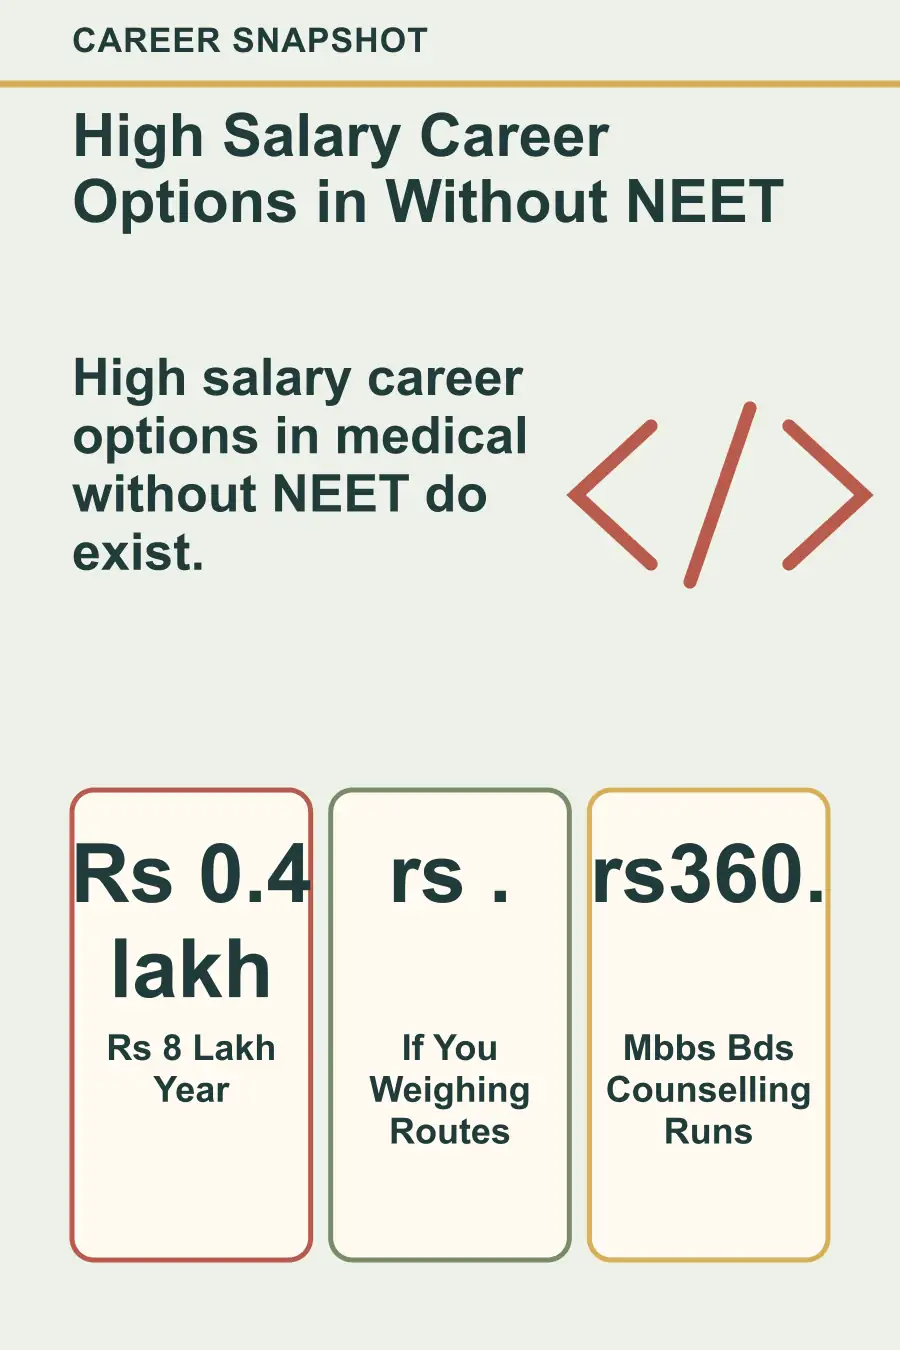 CAREER SNAPSHOT
High Salary Career
Options in Without NEET
High salary career
options in medical
without NEET do
exist.
</>
Rs 0.4
lakh
Rs 8 Lakh
Year
rs .
If You
Weighing
Routes
rs360.
Mbbs Bds
Counselling
Runs